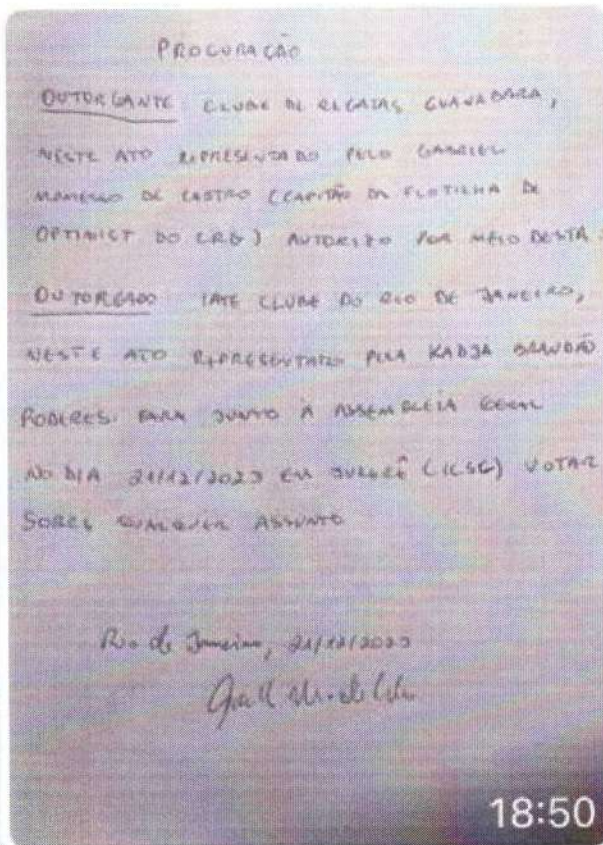 PROCURAÇÃO
OUTORGANTE: CLUBE DE REGATAS GUANABARA,
NESTE ATO REPRESENTADO PELO GABRIEL
DE CASTRO (CAPITÃO DA FLOTILHA DE
OPTIMIST DO CRG) AUTORIZO POR MEIO DESTA:
OUTORGADO IATE CLUBE DO RIO DE JANEIRO,
NESTE ATO REPRESENTADO PELA KADJA BRANDÃO
PODERES: PARA JUNTO À ASSEMBLEIA GERAL
NO DIA 21/12/2023 EM JURERÊ (ICSC) VOTAR
SOBRE QUALQUER ASSUNTO
Rio de Janeiro, 21/12/2023
18:50